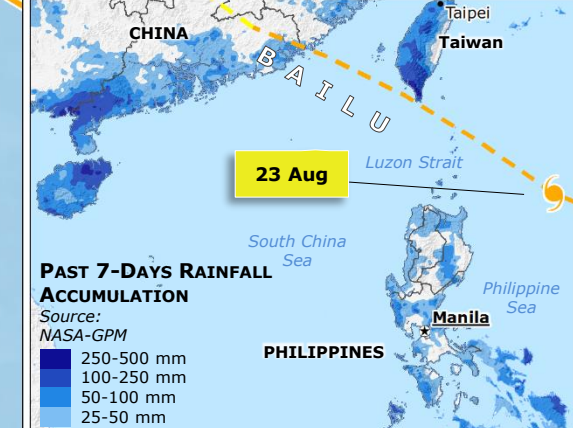 Taipei
CHINA
Taiwan
BAILU
Luzon Strait
23 Aug
South China
Sea
Philippine
Sea
PAST 7-DAYS RAINFALL
ACCUMULATION
Source:
NASA-GPM
Manila
PHILIPPINES
250-500 mm
100-250 mm
50-100 mm
25-50 mm